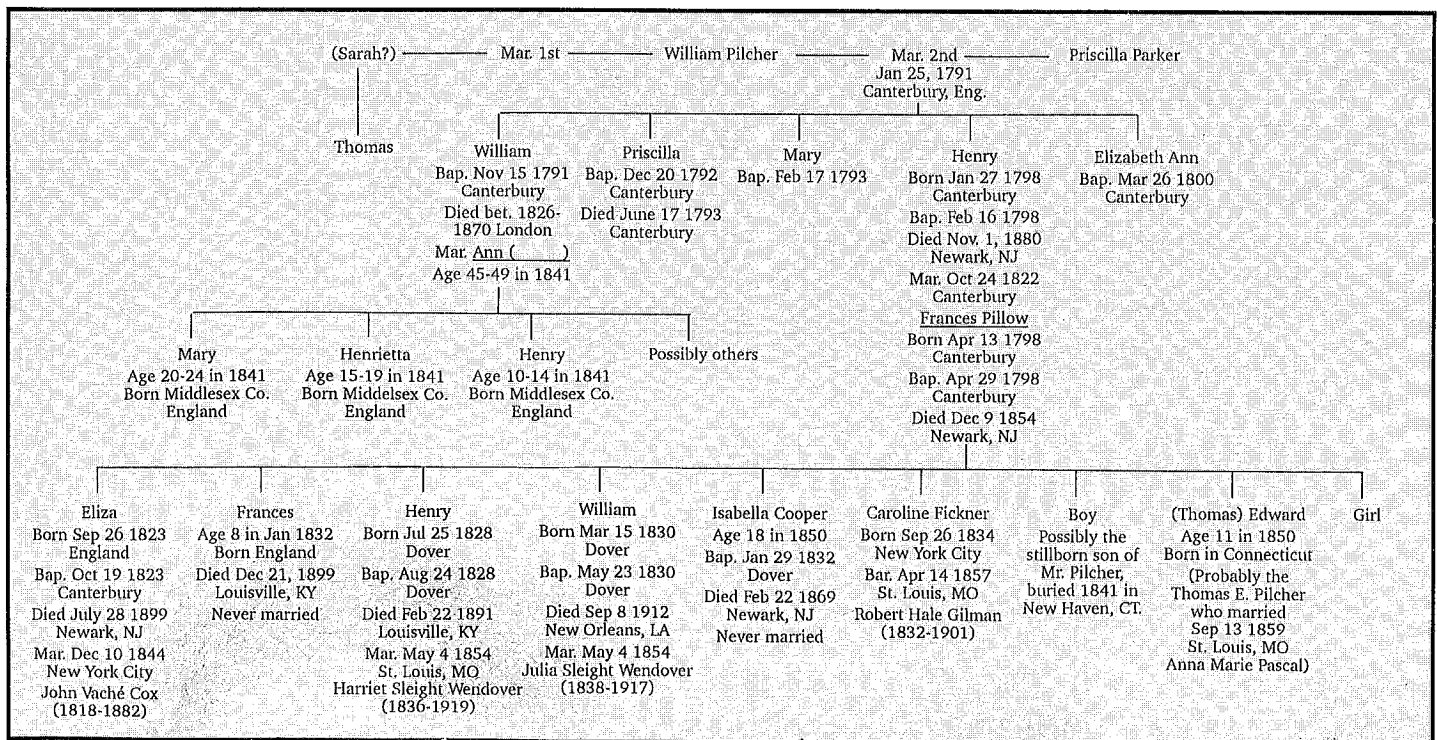 (Sarah?) Mar. 1st William Pilcher Mar. 2nd Priscilla Parker
Jan 25, 1791
Canterbury, Eng.
Thomas
William
Bap. Nov 15 1791
Canterbury
Died bet. 1826-
1870 London
Mar. Ann ( )
Age 45-49 in 1841
Priscilla
Bap. Dec 20 1792
Canterbury
Died June 17 1793
Canterbury
Mary
Bap. Feb 17 1793
Henry
Born Jan 27 1798
Canterbury
Bap. Feb 16 1798
Died Nov. 1, 1880
Newark, NJ
Mar. Oct 24 1822
Canterbury
Frances Pillow
Born Apr 13 1798
Canterbury
Bap. Apr 29 1798
Canterbury
Died Dec 9 1854
Newark, NJ
Elizabeth Ann
Bap. Mar 26 1800
Canterbury
Mary
Age 20-24 in 1841
Born Middlesex Co.
England
Henrietta
Age 15-19 in 1841
Born Middelsex Co.
England
Henry
Age 10-14 in 1841
Born Middlesex Co.
England
Possibly others
Eliza
Born Sep 26 1823
England
Bap. Oct 19 1823
Canterbury
Died July 28 1899
Newark, NJ
Mar. Dec 10 1844
New York City
John Vaché Cox
(1818-1882)
Frances
Age 8 in Jan 1832
Born England
Died Dec 21, 1899
Louisville, KY
Never married
Henry
Born Jul 25 1828
Dover
Bap. Aug 24 1828
Dover
Died Feb 22 1891
Louisville, KY
Mar. May 4 1854
St. Louis, MO
Harriet Sleight Wendover
(1836-1919)
William
Born Mar 15 1830
Dover
Bap. May 23 1830
Dover
Died Sep 8 1912
New Orleans, LA
Mar. May 4 1854
Julia Sleight Wendover
(1838-1917)
Isabella Cooper
Age 18 in 1850
Bap. Jan 29 1832
Dover
Died Feb 22 1869
Newark, NJ
Never married
Caroline Fickner
Born Sep 26 1834
New York City
Bar. Apr 14 1857
St. Louis, MO
Robert Hale Gilman
(1832-1901)
Boy
Possibly the
stillborn son of
Mr. Pilcher,
buried 1841 in
New Haven, CT.
(Thomas) Edward
Age 11 in 1850
Born in Connecticut
(Probably the
Thomas E. Pilcher
who married
Sep 13 1859
St. Louis, MO
Anna Marie Pascal)
Girl